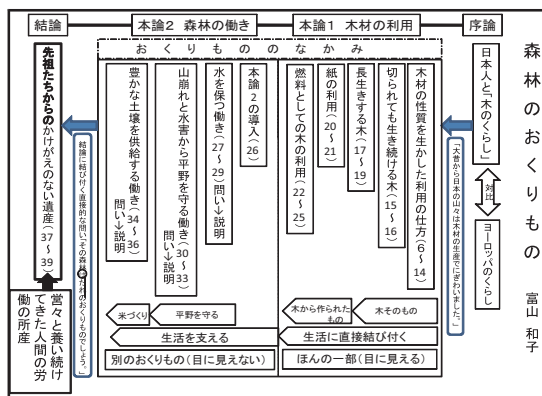 森林のおくりもの　富山 和子
序論
日本人と「木のくらし」
対比
ヨーロッパのくらし
「大昔から日本の山々は木の生産でにぎわいました。」
本論1　木材の利用
本論2　森林の働き
結論
おくりもののなかみ
木材の性質を生かした利用の仕方(6～14)
切られても生き続ける木(15～16)
長生きする木(17～19)
紙の利用(20～21)
燃料としての木の利用(22～25)
本論2の導入(26)
水を保つ働き(27～29)問い→説明
山崩れと水害から平野を守る働き(30～33)
問い→説明
豊かな土壌を供給する働き(34～36)
問い→説明
木そのもの
木から作られたもの
平野を守る
米づくり
生活に直接結び付く
生活を支える
ほんの一部(目に見える)
別のおくりもの(目に見えない)
結論に結び付く直接的な問い「その森林、だれのおくりものでしょう。」
先祖たちからのかけがえのない遺産(37～39)
営々と養い続けてきた人間の労働の所産